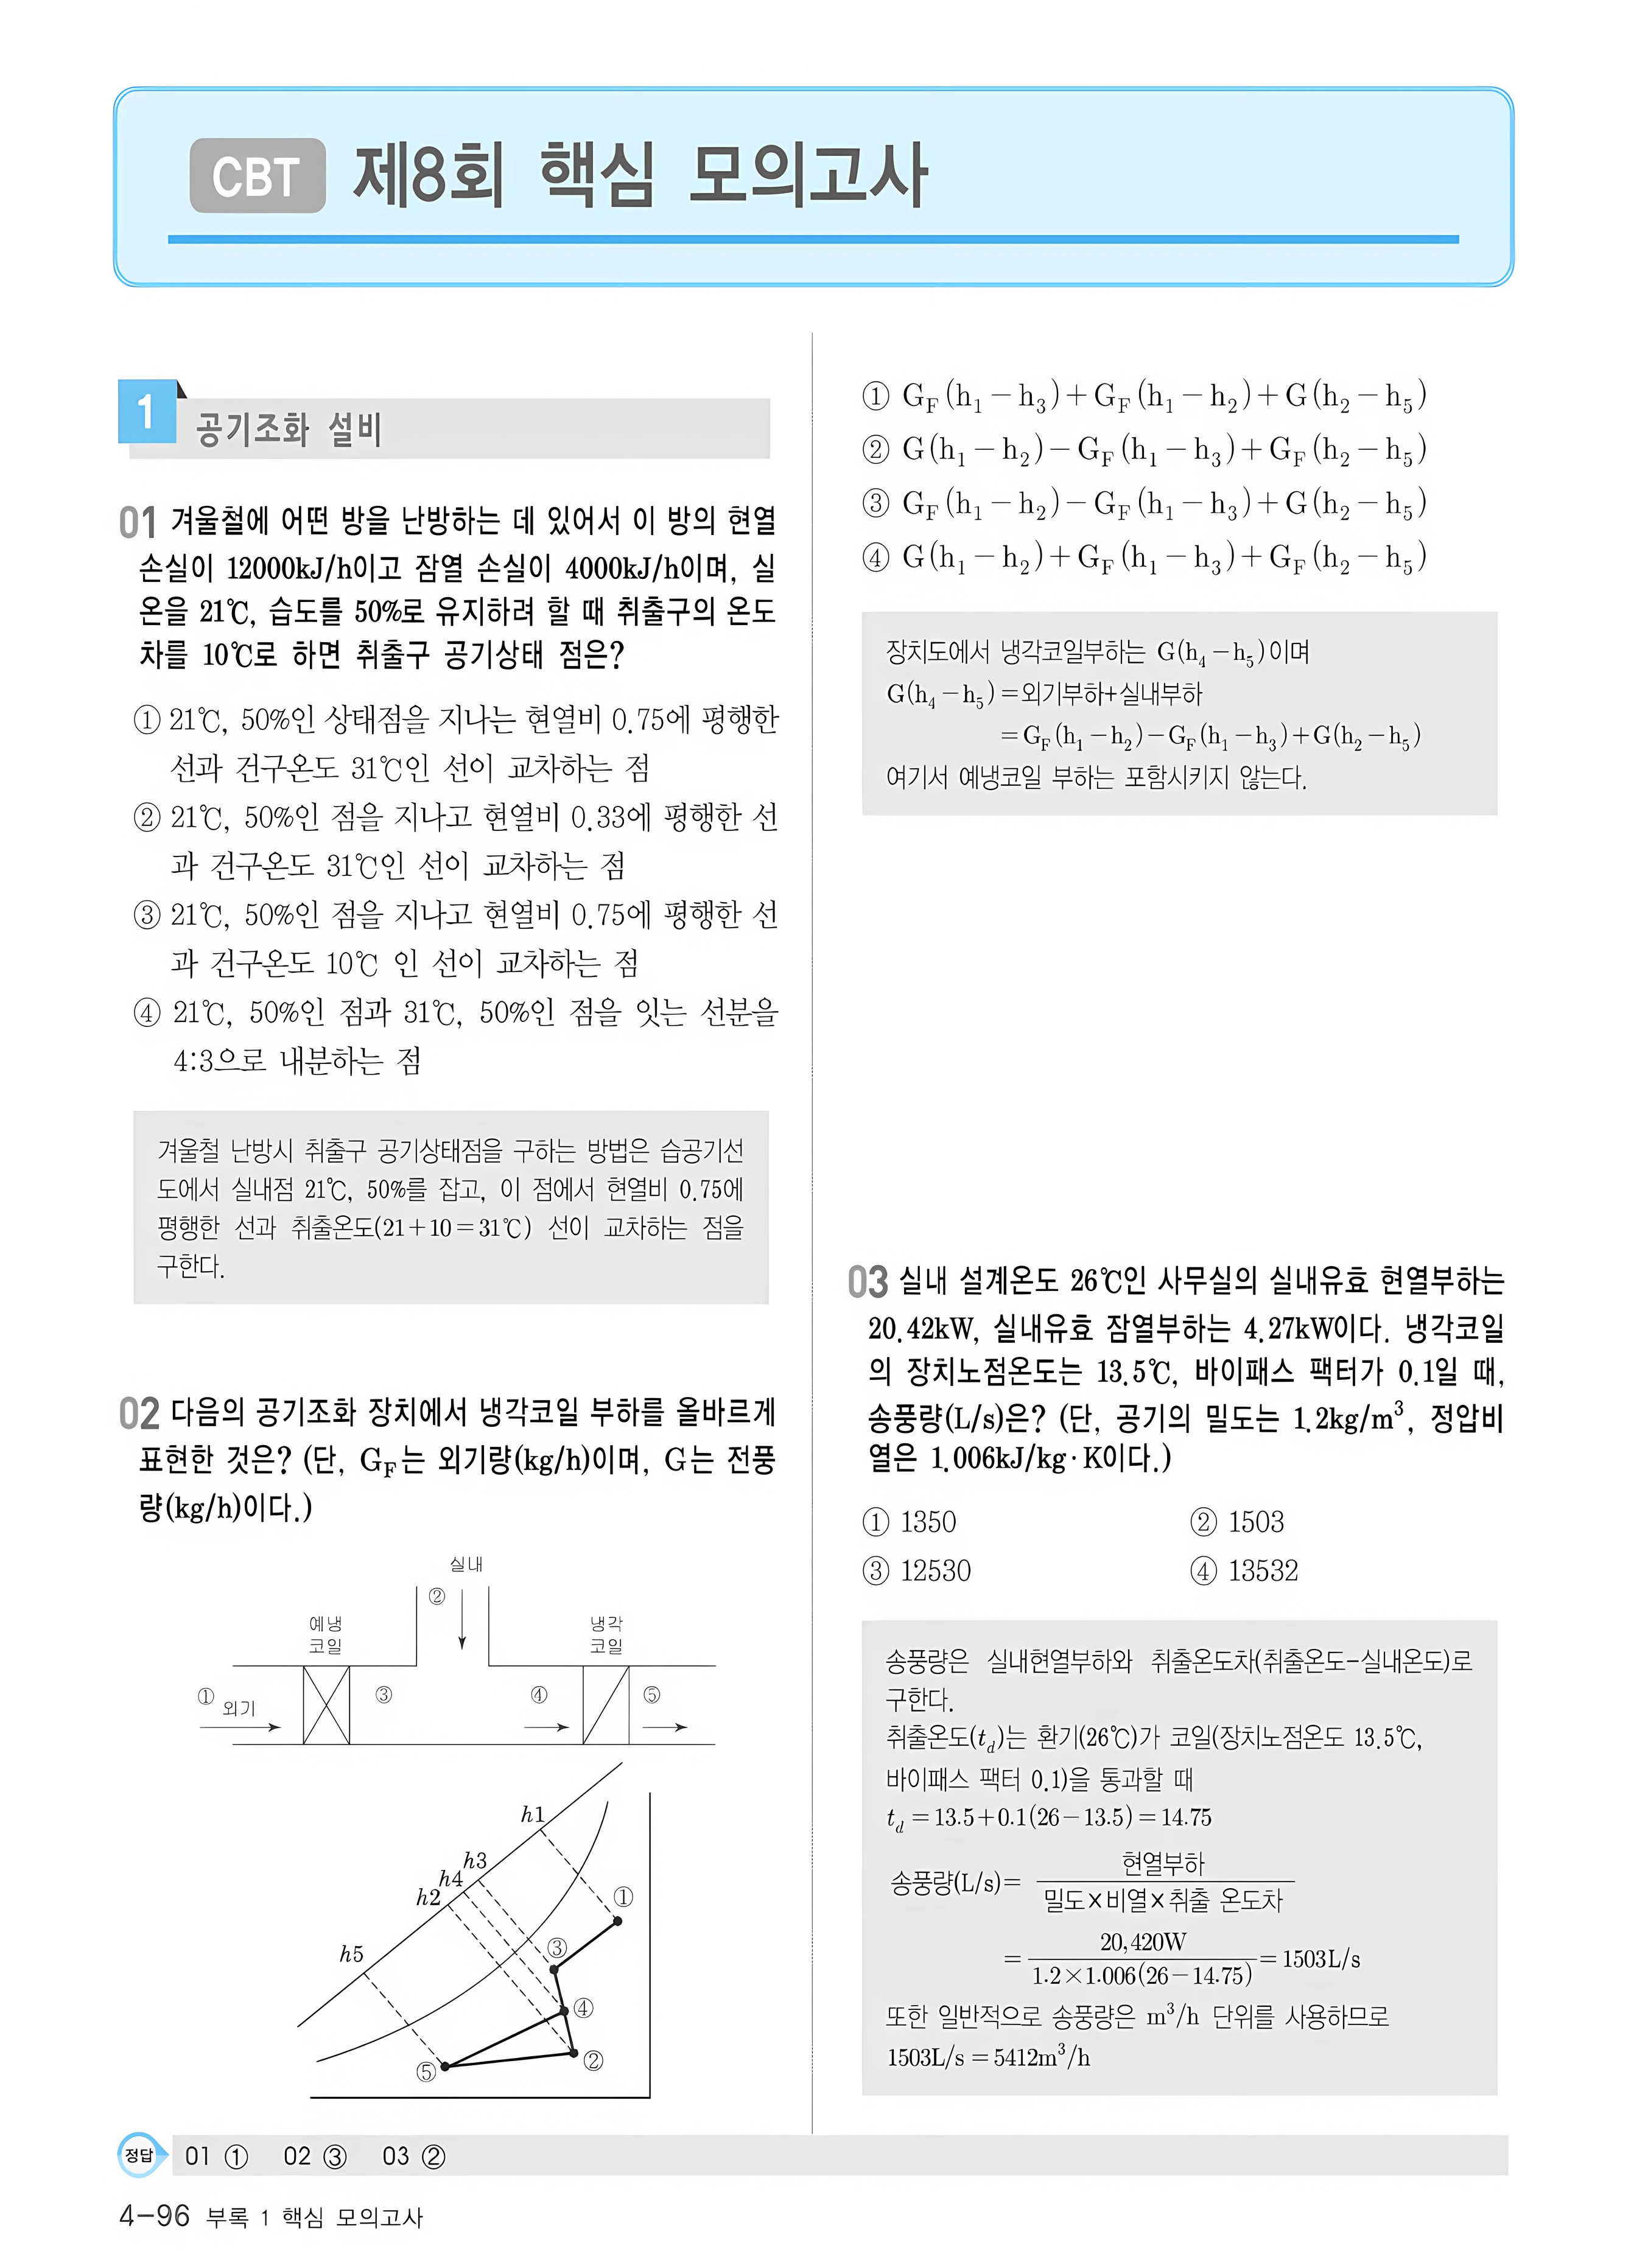 CBT 제8회 핵심 모의고사
1 공기조화 설비
01 겨울철에 어떤 방을 난방하는 데 있어서 이 방의 현열
손실이 12000kJ/h이고 잠열 손실이 4000kJ/h이며, 실
온을 21℃, 습도를 50%로 유지하려 할 때 취출구의 온도
차를 10℃로 하면 취출구 공기상태 점은?
① 21℃, 50%인 상태점을 지나는 현열비 0.75에 평행한
선과 건구온도 31℃인 선이 교차하는 점
② 21℃, 50%인 점을 지나고 현열비 0.33에 평행한 선
과 건구온도 31℃인 선이 교차하는 점
③ 21℃, 50%인 점을 지나고 현열비 0.75에 평행한 선
과 건구온도 10℃ 인 선이 교차하는 점
④ 21℃, 50%인 점과 31℃, 50%인 점을 잇는 선분을
4:3으로 내분하는 점
겨울철 난방시 취출구 공기상태점을 구하는 방법은 습공기선
도에서 실내점 21℃, 50%를 잡고, 이 점에서 현열비 0.75에
평행한 선과 취출온도(21+10=31℃) 선이 교차하는 점을
구한다.
02 다음의 공기조화 장치에서 냉각코일 부하를 올바르게
표현한 것은? (단, G_F는 외기량(kg/h)이며, G는 전풍
량(kg/h)이다.)
실내
②
예냉
코일
냉각
코일
① 외기
③
④
⑤
h1
h3
h4
h2
h5
①
③
④
②
⑤
① G_F(h₁-h₃)+G_F(h₁-h₂)+G(h₂-h₅)
② G(h₁-h₂)-G_F(h₁-h₃)+G_F(h₂-h₅)
③ G_F(h₁-h₂)-G_F(h₁-h₃)+G(h₂-h₅)
④ G(h₁-h₂)+G_F(h₁-h₃)+G_F(h₂-h₅)
장치도에서 냉각코일부하는 G(h₄-h₅)이며
G(h₄-h₅)=외기부하+실내부하
=G_F(h₁-h₂)-G_F(h₁-h₃)+G(h₂-h₅)
여기서 예냉코일 부하는 포함시키지 않는다.
03 실내 설계온도 26℃인 사무실의 실내유효 현열부하는
20.42kW, 실내유효 잠열부하는 4.27kW이다. 냉각코일
의 장치노점온도는 13.5℃, 바이패스 팩터가 0.1일 때,
송풍량(L/s)은? (단, 공기의 밀도는 1.2kg/m³, 정압비
열은 1.006kJ/kg·K이다.)
① 1350 ② 1503
③ 12530 ④ 13532
송풍량은 실내현열부하와 취출온도차(취출온도-실내온도)로
구한다.
취출온도(t_d)는 환기(26℃)가 코일(장치노점온도 13.5℃,
바이패스 팩터 0.1)을 통과할 때
t_d=13.5+0.1(26-13.5)=14.75
송풍량(L/s)= 현열부하 / 밀도×비열×취출 온도차
= 20,420W / 1.2×1.006(26-14.75) =1503L/s
또한 일반적으로 송풍량은 m³/h 단위를 사용하므로
1503L/s=5412m³/h
정답 01 ① 02 ③ 03 ②
4-96 부록 1 핵심 모의고사